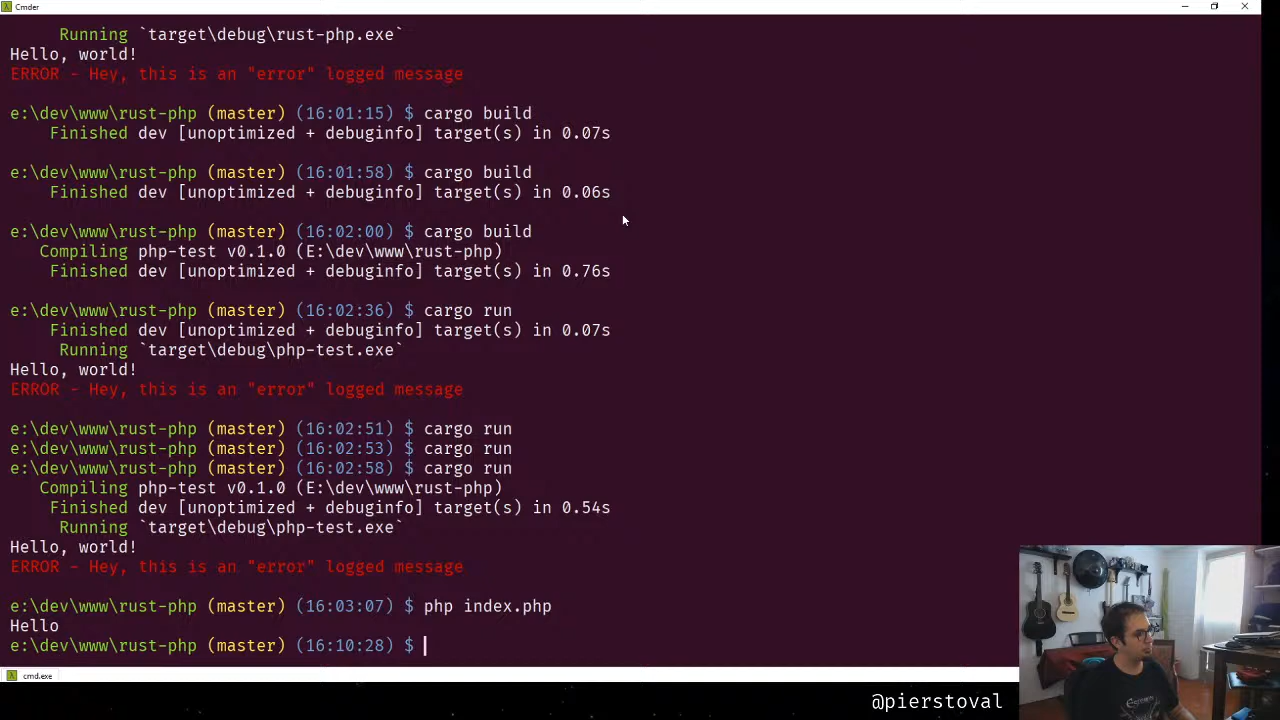 Cmder
Running `target\debug\rust-php.exe`
Hello, world!
ERROR - Hey, this is an "error" logged message
e:\dev\www\rust-php (master) (16:01:15) $ cargo build
Finished dev [unoptimized + debuginfo] target(s) in 0.07s
e:\dev\www\rust-php (master) (16:01:58) $ cargo build
Finished dev [unoptimized + debuginfo] target(s) in 0.06s
e:\dev\www\rust-php (master) (16:02:00) $ cargo build
Compiling php-test v0.1.0 (E:\dev\www\rust-php)
Finished dev [unoptimized + debuginfo] target(s) in 0.76s
e:\dev\www\rust-php (master) (16:02:36) $ cargo run
Finished dev [unoptimized + debuginfo] target(s) in 0.07s
Running `target\debug\php-test.exe`
Hello, world!
ERROR - Hey, this is an "error" logged message
e:\dev\www\rust-php (master) (16:02:51) $ cargo run
e:\dev\www\rust-php (master) (16:02:53) $ cargo run
e:\dev\www\rust-php (master) (16:02:58) $ cargo run
Compiling php-test v0.1.0 (E:\dev\www\rust-php)
Finished dev [unoptimized + debuginfo] target(s) in 0.54s
Running `target\debug\php-test.exe`
Hello, world!
ERROR - Hey, this is an "error" logged message
e:\dev\www\rust-php (master) (16:03:07) $ php index.php
Hello
e:\dev\www\rust-php (master) (16:10:28) $
cmd.exe
@pierstoval